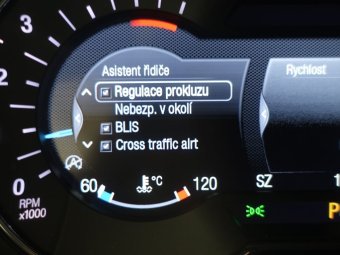 3
2
Asistent řidiče
Rychlost
Regulace prokluzu
Nebezp. v okolí
BLIS
Cross traffic alrt
0
60
°C
120
SZ
1
RPM
x1000
P